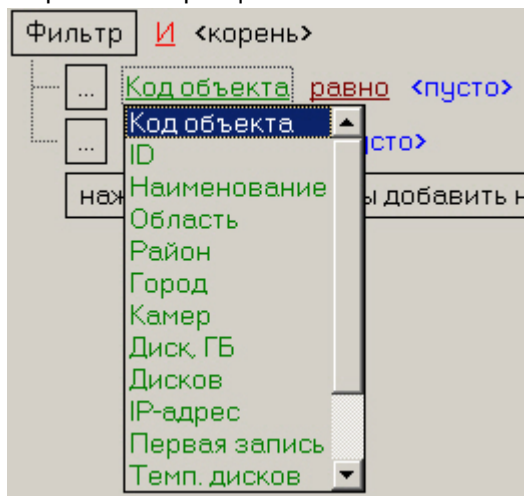 Фильтр И <корень>
... Код объекта равно <пусто>
Код объекта
... сто>
ID
Наименование
наж ы добавить н
Область
Район
Город
Камер
Диск, ГБ
Дисков
IP-адрес
Первая запись
Темп. дисков